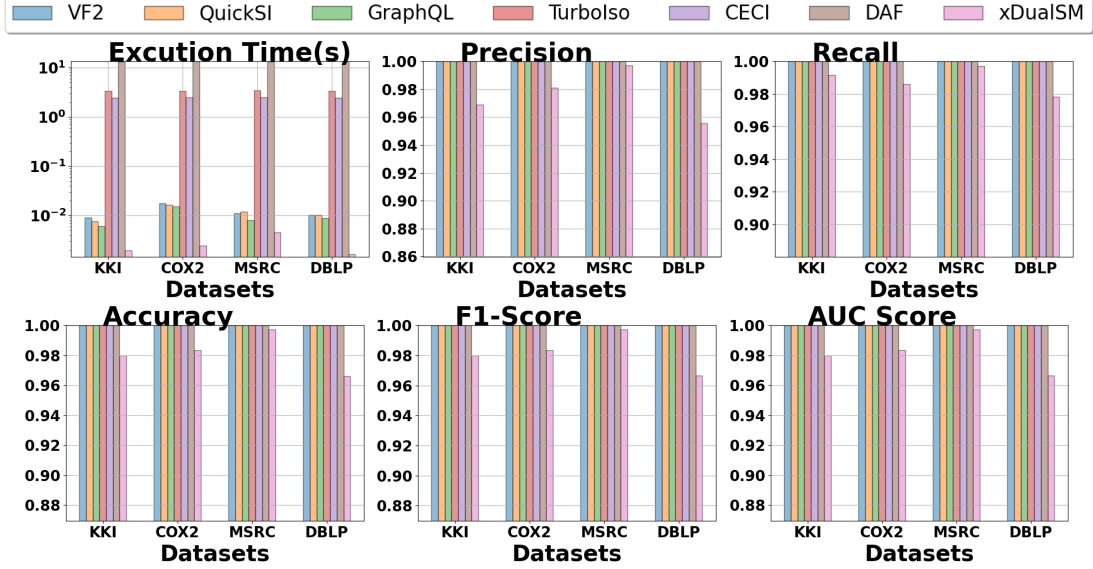 VF2 QuickSI GraphQL TurboIso CECI DAF xDualSM
Excution Time(s)
10¹
10⁰
10⁻¹
10⁻²
KKI COX2 MSRC DBLP
Datasets
Precision
1.00
0.98
0.96
0.94
0.92
0.90
0.88
0.86
KKI COX2 MSRC DBLP
Datasets
Recall
1.00
0.98
0.96
0.94
0.92
0.90
KKI COX2 MSRC DBLP
Datasets
Accuracy
1.00
0.98
0.96
0.94
0.92
0.90
0.88
KKI COX2 MSRC DBLP
Datasets
F1-Score
1.00
0.98
0.96
0.94
0.92
0.90
0.88
KKI COX2 MSRC DBLP
Datasets
AUC Score
1.00
0.98
0.96
0.94
0.92
0.90
0.88
KKI COX2 MSRC DBLP
Datasets